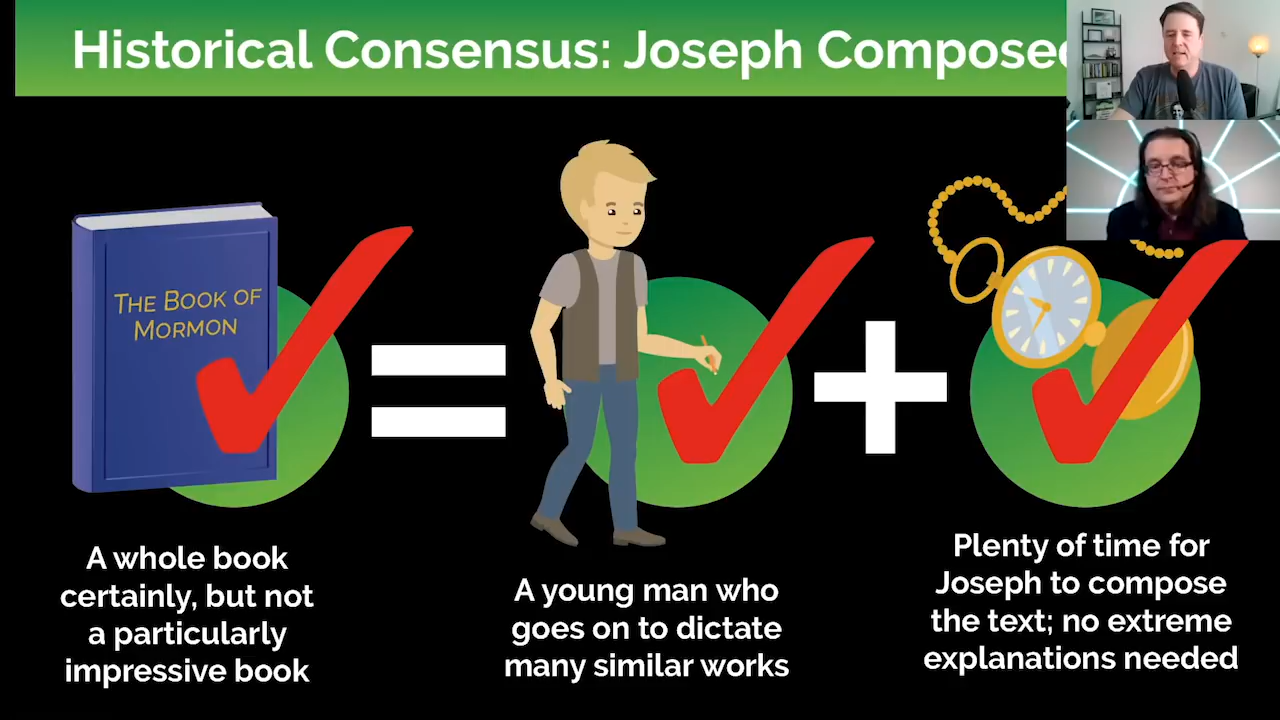 Historical Consensus: Joseph Composed
THE BOOK OF
MORMON
A whole book
certainly, but not
a particularly
impressive book
A young man who
goes on to dictate
many similar works
Plenty of time for
Joseph to compose
the text; no extreme
explanations needed